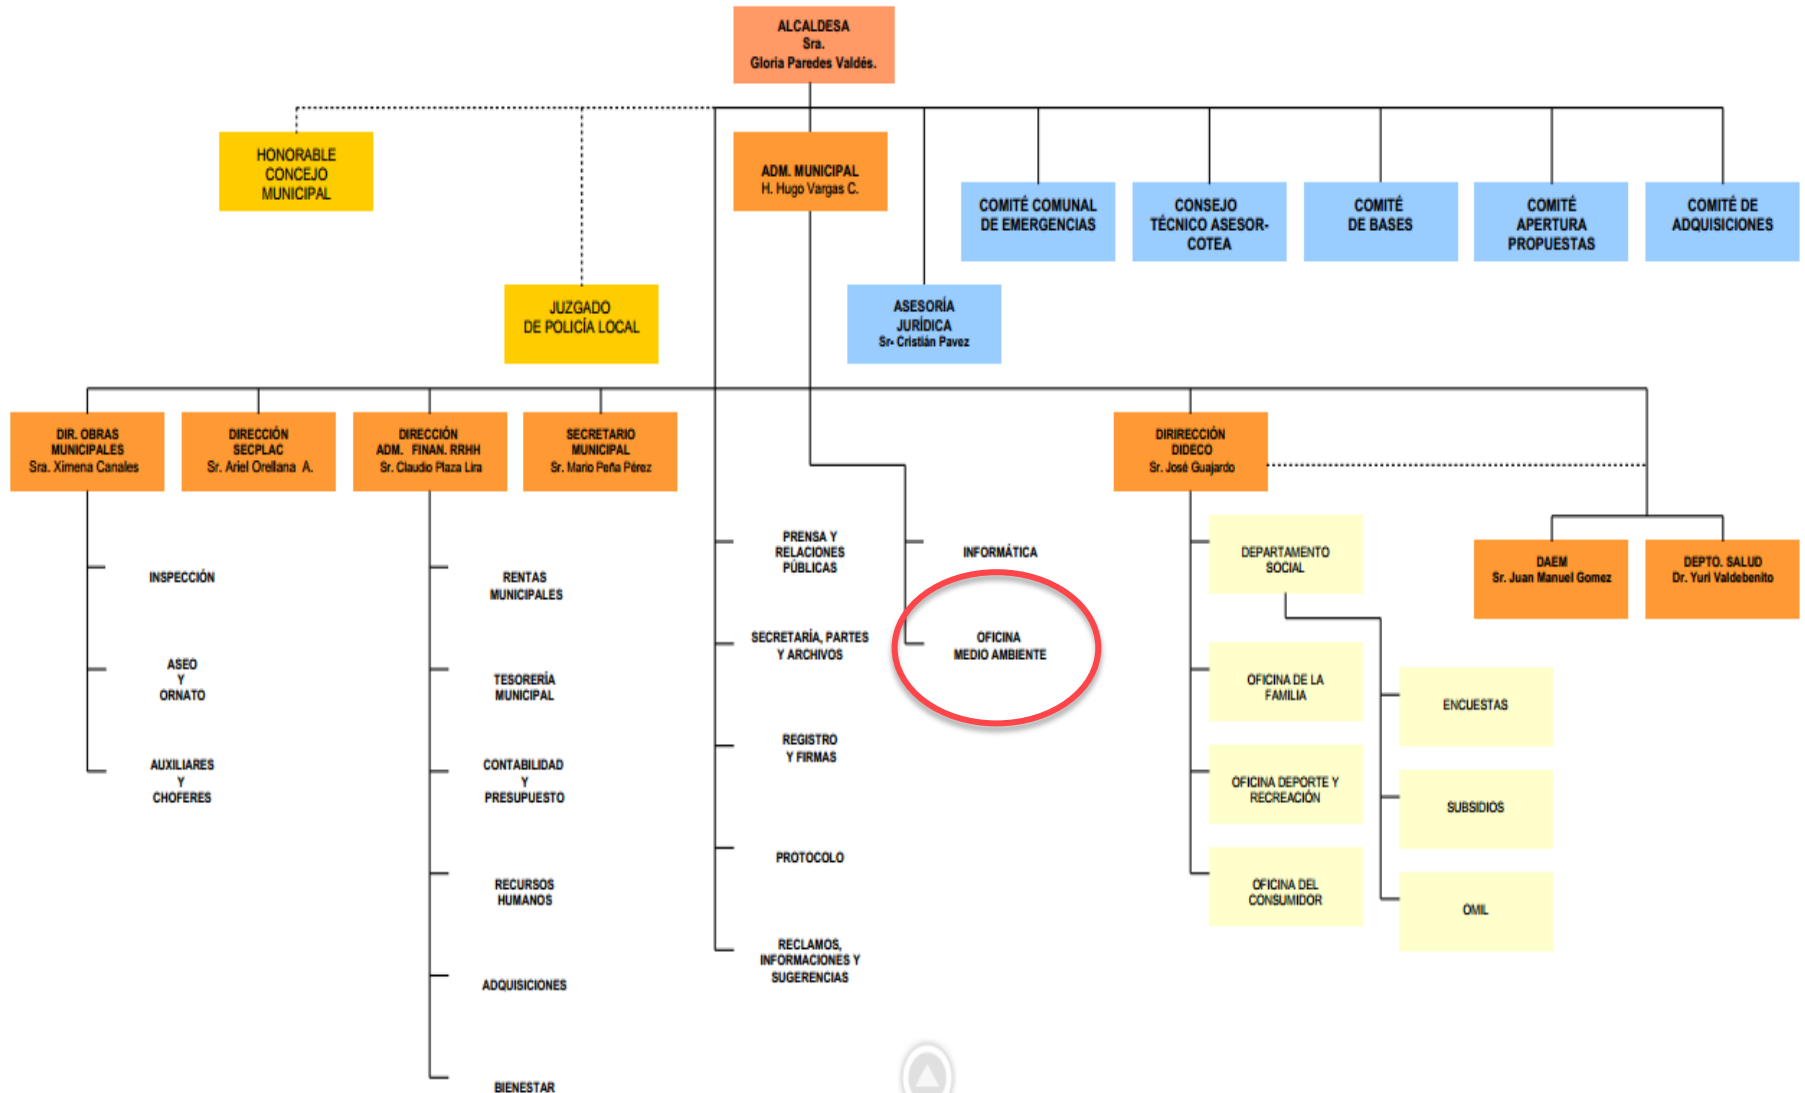 ALCALDESA
Sra.
Gloria Paredes Valdés.
HONORABLE
CONCEJO
MUNICIPAL
ADM. MUNICIPAL
H. Hugo Vargas C.
COMITÉ COMUNAL
DE EMERGENCIAS
CONSEJO
TÉCNICO ASESOR-
COTEA
COMITÉ
DE BASES
COMITÉ
APERTURA
PROPUESTAS
COMITÉ DE
ADQUISICIONES
JUZGADO
DE POLICÍA LOCAL
ASESORÍA
JURÍDICA
Sr- Cristián Pavez
DIR. OBRAS
MUNICIPALES
Sra. Ximena Canales
DIRECCIÓN
SECPLAC
Sr. Ariel Orellana A.
DIRECCIÓN
ADM. FINAN. RRHH
Sr. Claudio Plaza Lira
SECRETARIO
MUNICIPAL
Sr. Mario Peña Pérez
DIRIRECCIÓN
DIDECO
Sr. José Guajardo
DAEM
Sr. Juan Manuel Gomez
DEPTO. SALUD
Dr. Yuri Valdebenito
INSPECCIÓN
ASEO
Y
ORNATO
AUXILIARES
Y
CHOFERES
RENTAS
MUNICIPALES
TESORERÍA
MUNICIPAL
CONTABILIDAD
Y
PRESUPUESTO
RECURSOS
HUMANOS
ADQUISICIONES
BIENESTAR
PRENSA Y
RELACIONES
PÚBLICAS
SECRETARÍA, PARTES
Y ARCHIVOS
REGISTRO
Y FIRMAS
PROTOCOLO
RECLAMOS,
INFORMACIONES Y
SUGERENCIAS
INFORMÁTICA
OFICINA
MEDIO AMBIENTE
DEPARTAMENTO
SOCIAL
OFICINA DE LA
FAMILIA
OFICINA DEPORTE Y
RECREACIÓN
OFICINA DEL
CONSUMIDOR
ENCUESTAS
SUBSIDIOS
OMIL